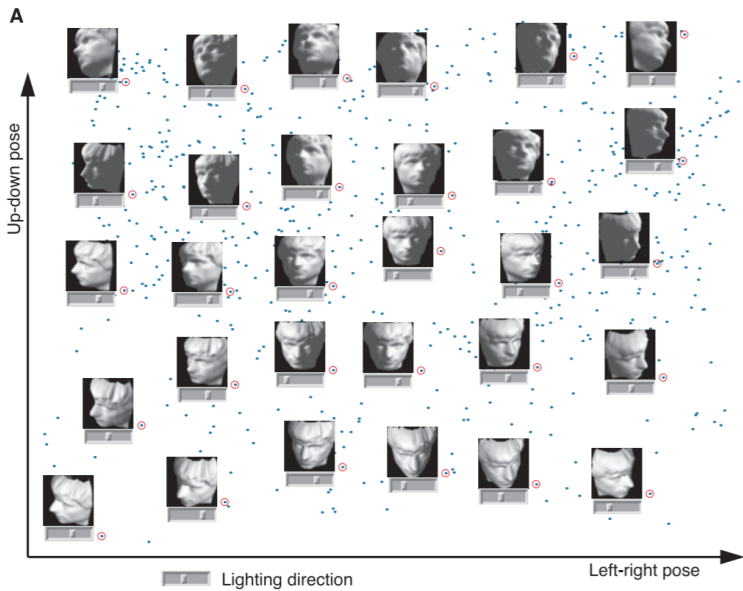 A
Up-down pose
Left-right pose
Lighting direction